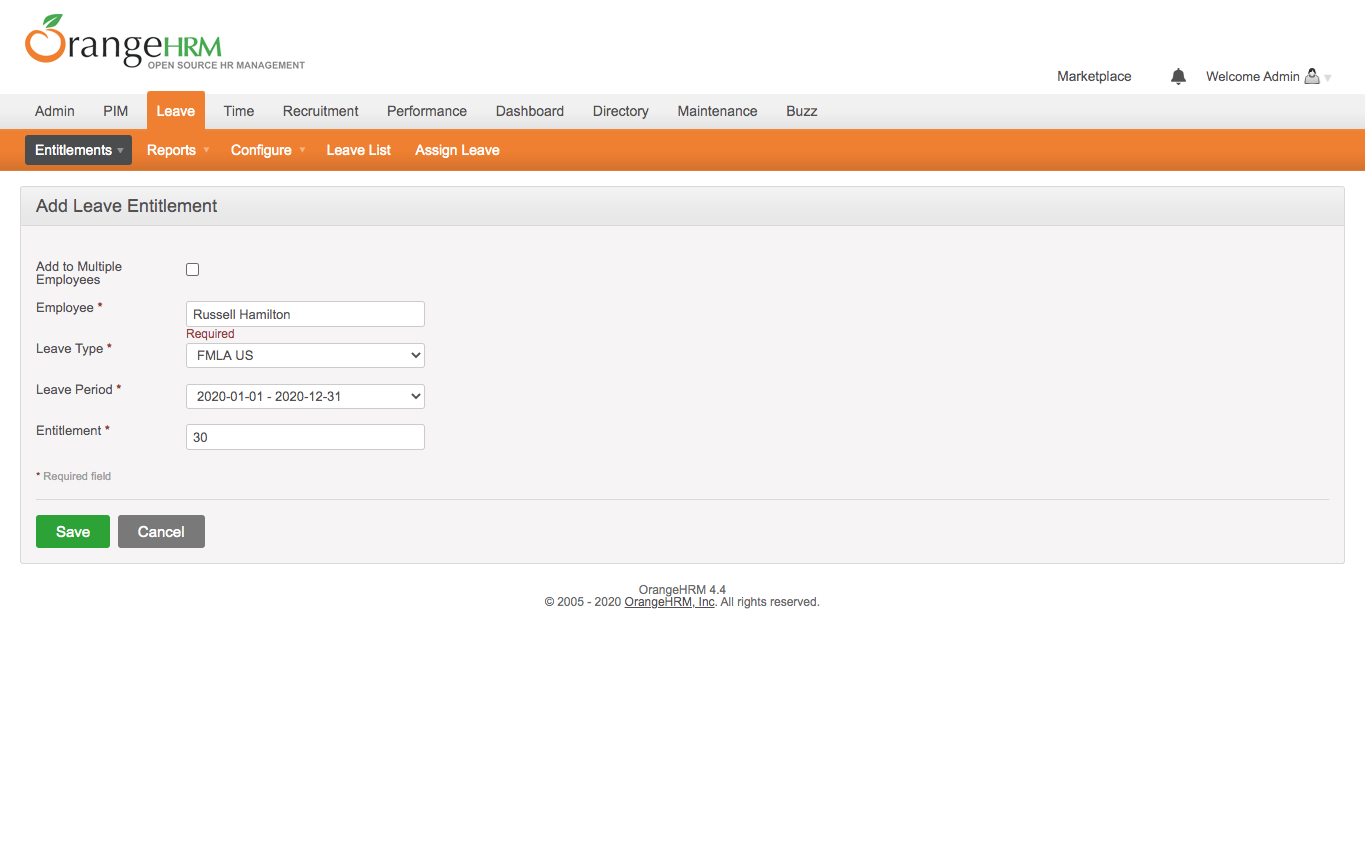 OrangeHRM
OPEN SOURCE HR MANAGEMENT
Marketplace Welcome Admin
Admin PIM Leave Time Recruitment Performance Dashboard Directory Maintenance Buzz
Entitlements Reports Configure Leave List Assign Leave
Add Leave Entitlement
Add to Multiple
Employees
Employee *
Russell Hamilton
Required
Leave Type *
FMLA US
Leave Period *
2020-01-01 - 2020-12-31
Entitlement *
30
* Required field
Save Cancel
OrangeHRM 4.4
© 2005 - 2020 OrangeHRM, Inc. All rights reserved.